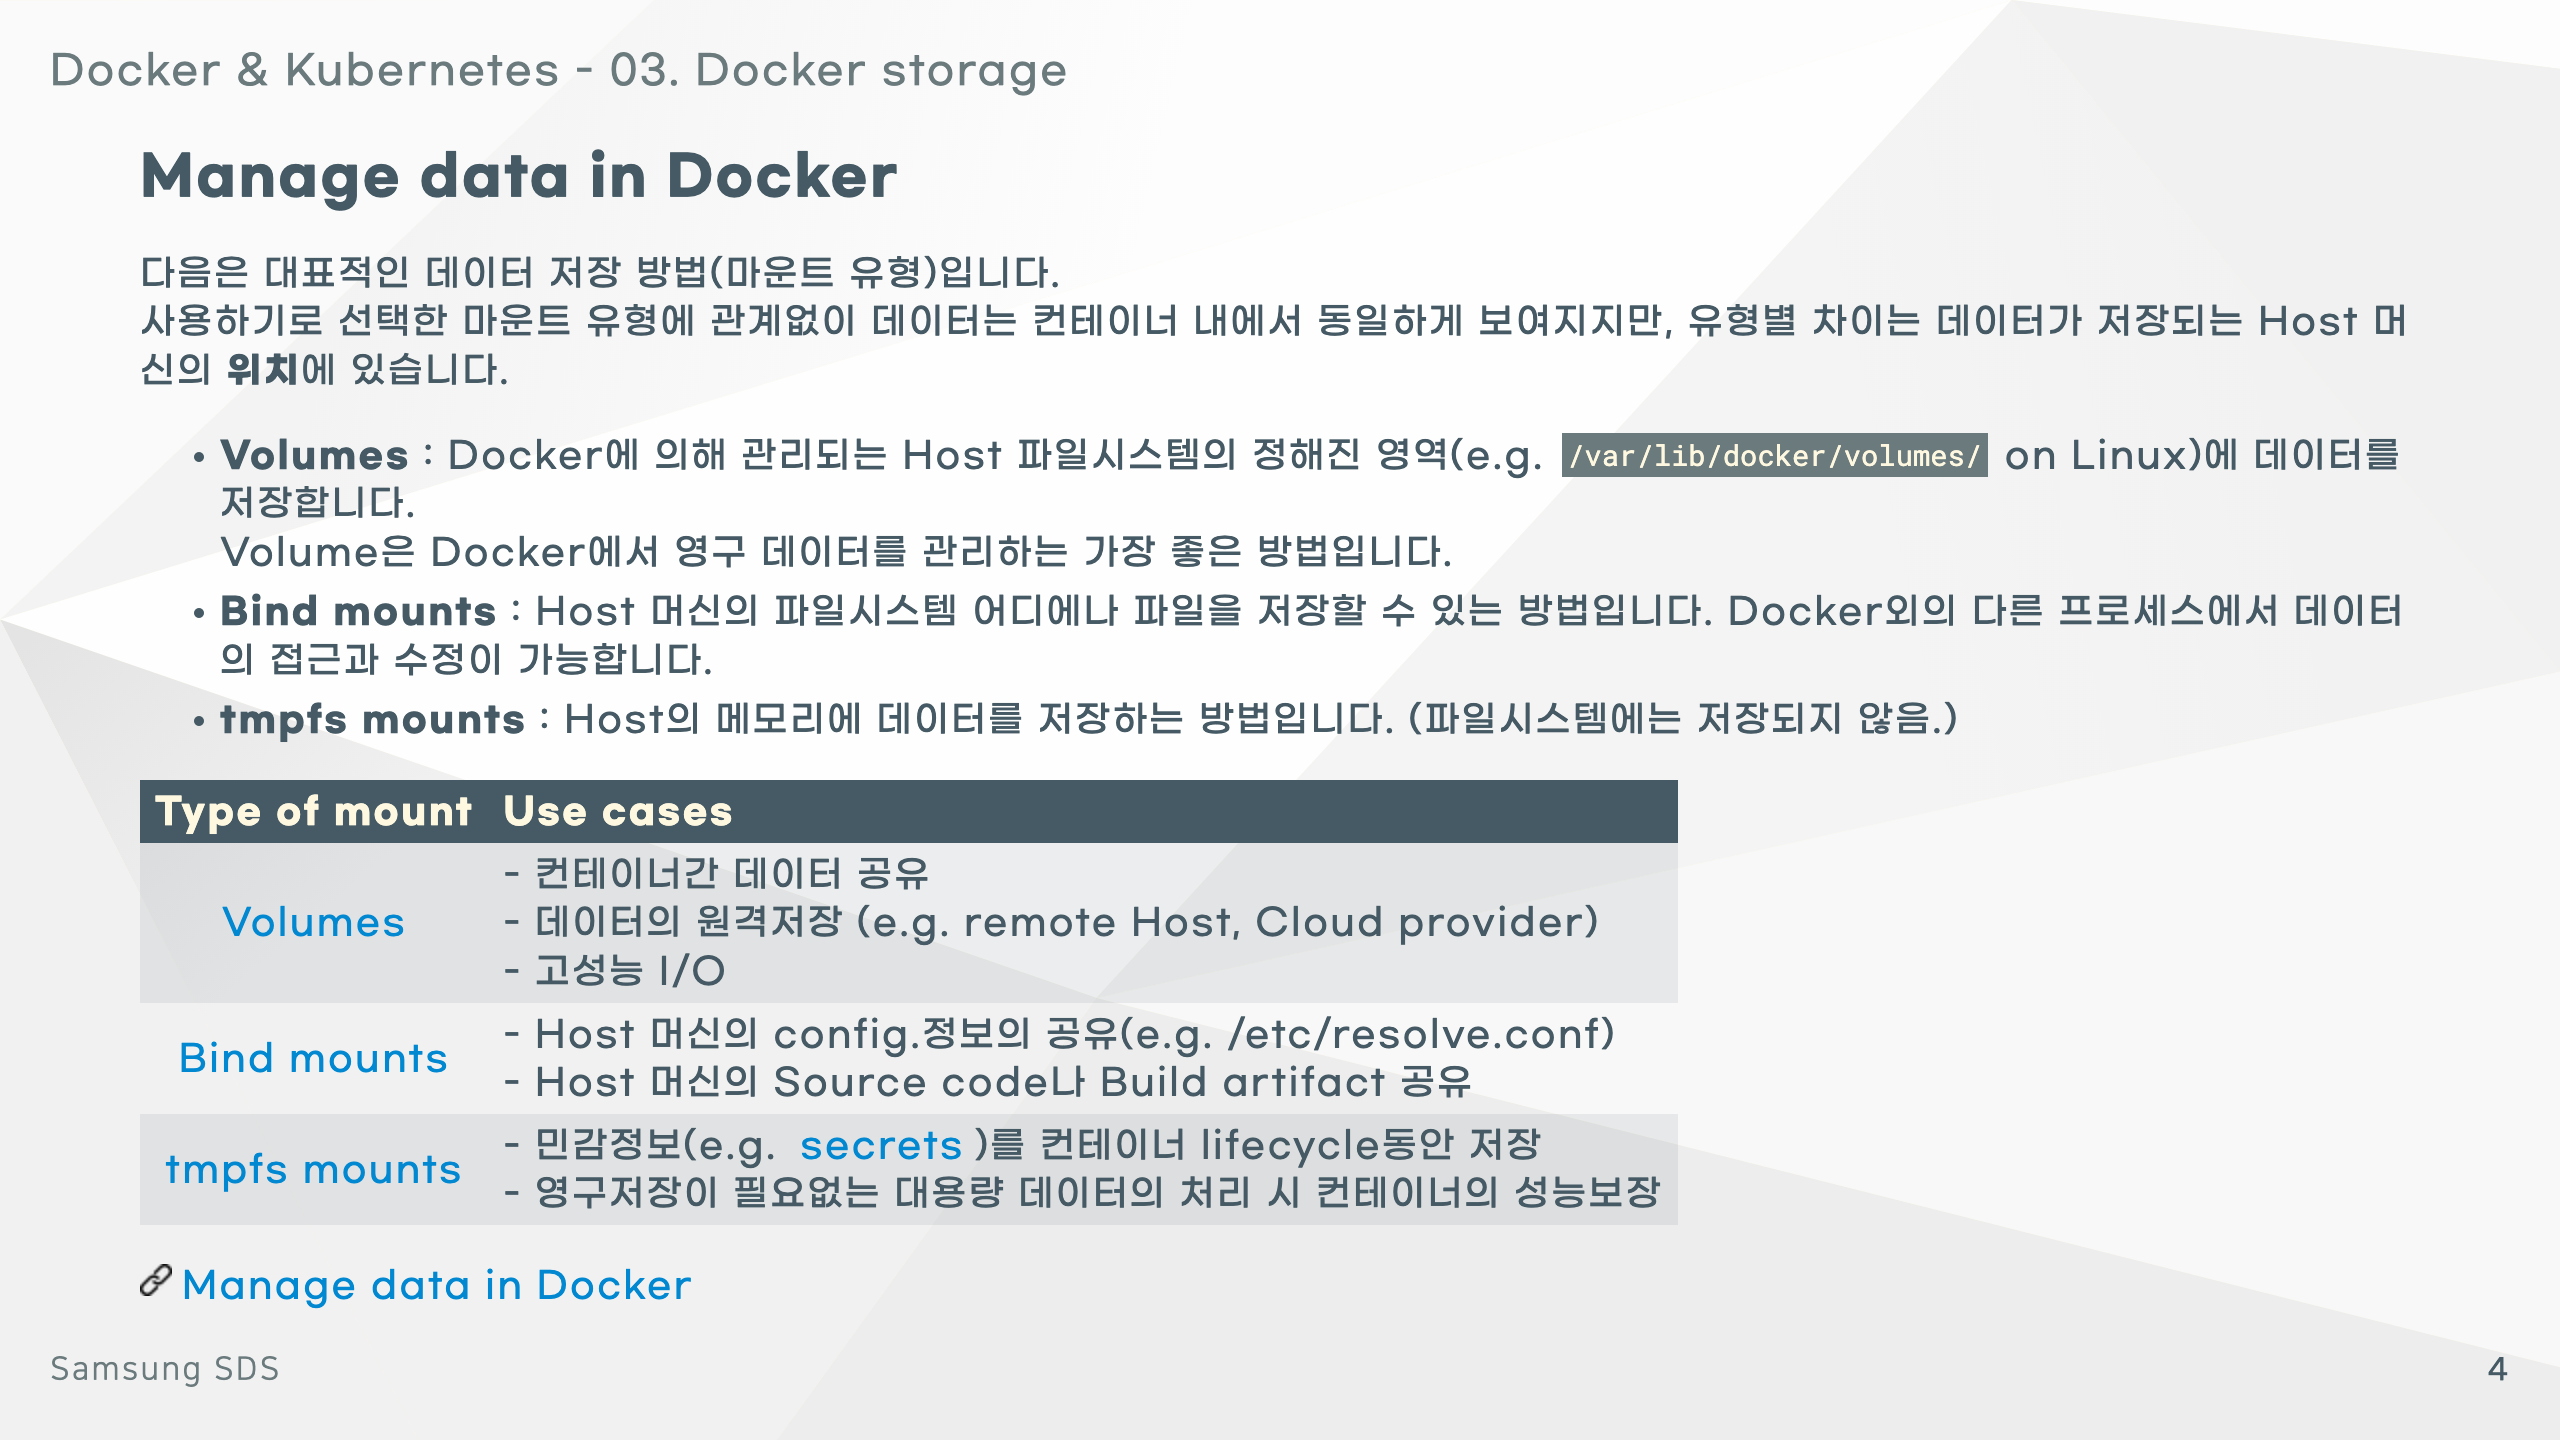 Docker & Kubernetes - 03. Docker storage
Manage data in Docker
다음은 대표적인 데이터 저장 방법(마운트 유형)입니다.
사용하기로 선택한 마운트 유형에 관계없이 데이터는 컨테이너 내에서 동일하게 보여지지만, 유형별 차이는 데이터가 저장되는 Host 머
신의 위치에 있습니다.
• Volumes : Docker에 의해 관리되는 Host 파일시스템의 정해진 영역(e.g. /var/lib/docker/volumes/ on Linux)에 데이터를
저장합니다.
Volume은 Docker에서 영구 데이터를 관리하는 가장 좋은 방법입니다.
• Bind mounts : Host 머신의 파일시스템 어디에나 파일을 저장할 수 있는 방법입니다. Docker외의 다른 프로세스에서 데이터
의 접근과 수정이 가능합니다.
• tmpfs mounts : Host의 메모리에 데이터를 저장하는 방법입니다. (파일시스템에는 저장되지 않음.)
Type of mount Use cases
- 컨테이너간 데이터 공유
Volumes - 데이터의 원격저장 (e.g. remote Host, Cloud provider)
- 고성능 I/O
Bind mounts
- Host 머신의 config.정보의 공유(e.g. /etc/resolve.conf)
- Host 머신의 Source code나 Build artifact 공유
tmpfs mounts
- 민감정보(e.g. secrets )를 컨테이너 lifecycle동안 저장
- 영구저장이 필요없는 대용량 데이터의 처리 시 컨테이너의 성능보장
Manage data in Docker
Samsung SDS
4